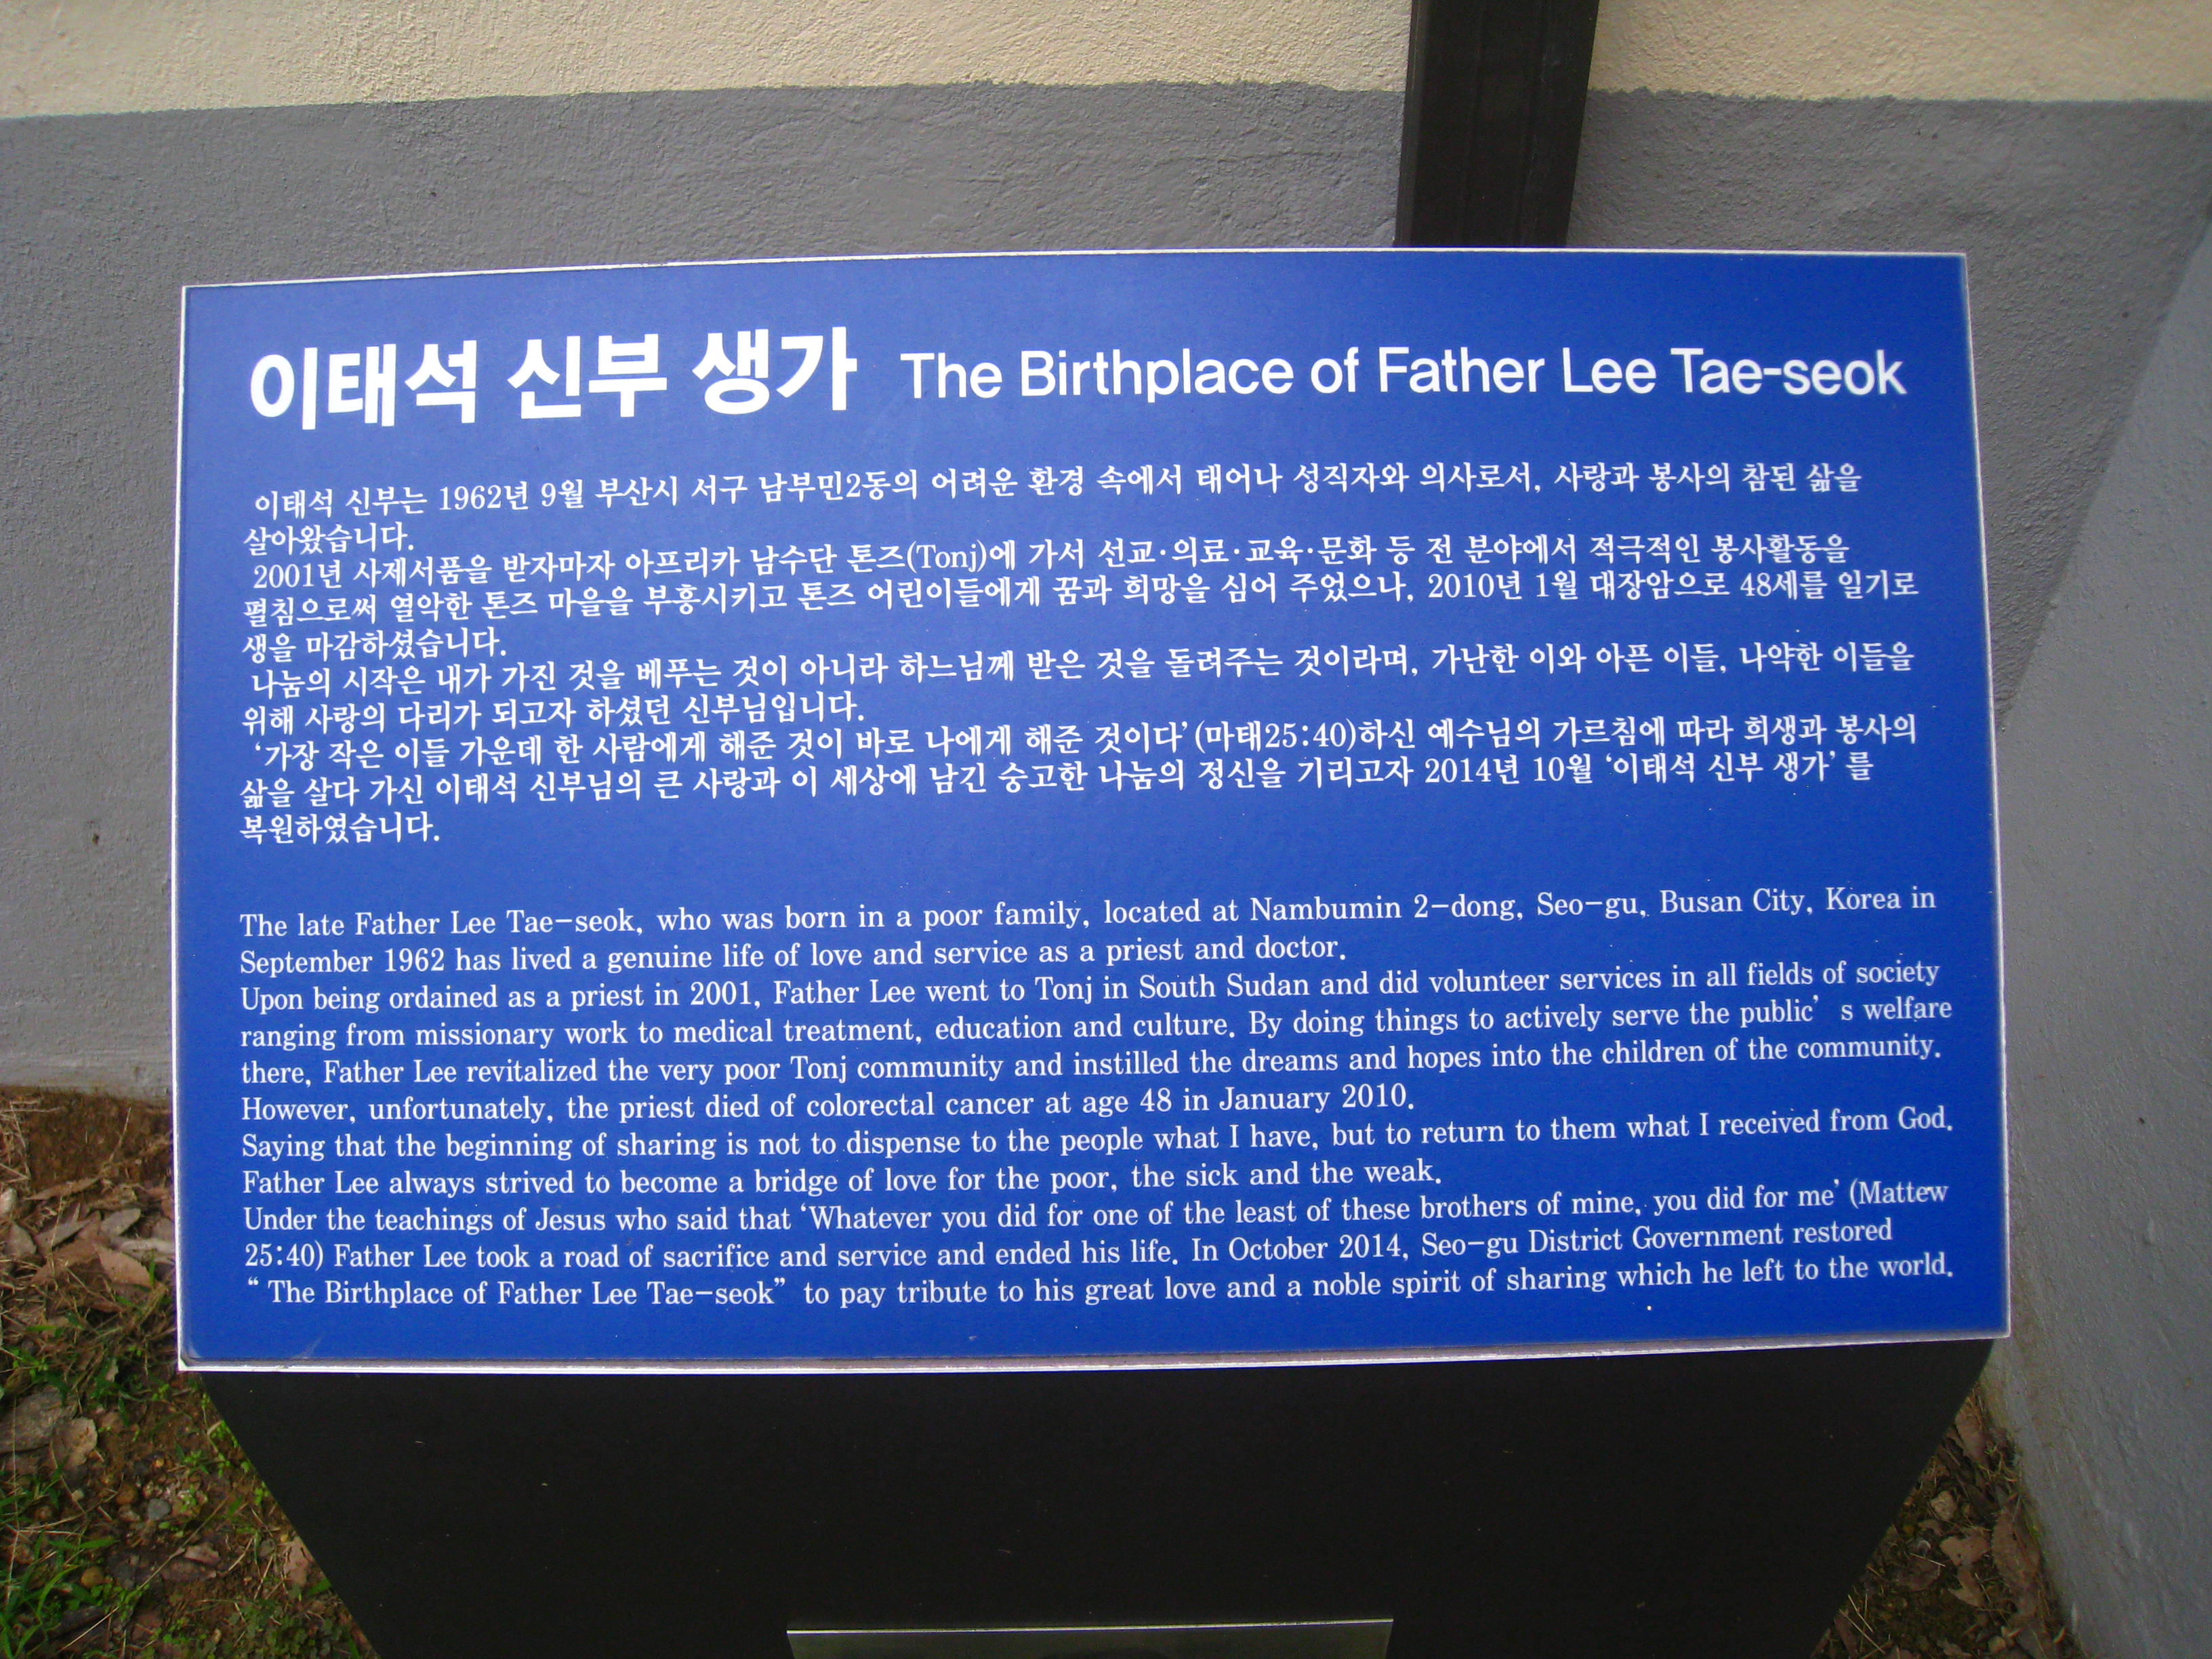 이태석 신부 생가 The Birthplace of Father Lee Tae-seok
이태석 신부는 1962년 9월 부산시 서구 남부민2동의 어려운 환경 속에서 태어나 성직자와 의사로서, 사랑과 봉사의 참된 삶을
살아왔습니다.
2001년 사제서품을 받자마자 아프리카 남수단 톤즈(Tonj)에 가서 선교·의료·교육·문화 등 전 분야에서 적극적인 봉사활동을
펼침으로써 열악한 톤즈 마을을 부흥시키고 톤즈 어린이들에게 꿈과 희망을 심어 주었으나, 2010년 1월 대장암으로 48세를 일기로
생을 마감하셨습니다.
나눔의 시작은 내가 가진 것을 베푸는 것이 아니라 하느님께 받은 것을 돌려주는 것이라며, 가난한 이와 아픈 이들, 나약한 이들을
위해 사랑의 다리가 되고자 하셨던 신부님입니다.
‘가장 작은 이들 가운데 한 사람에게 해준 것이 바로 나에게 해준 것이다’(마태25:40)하신 예수님의 가르침에 따라 희생과 봉사의
삶을 살다 가신 이태석 신부님의 큰 사랑과 이 세상에 남긴 숭고한 나눔의 정신을 기리고자 2014년 10월 ‘이태석 신부 생가’를
복원하였습니다.
The late Father Lee Tae-seok, who was born in a poor family, located at Nambumin 2-dong, Seo-gu, Busan City, Korea in
September 1962 has lived a genuine life of love and service as a priest and doctor.
Upon being ordained as a priest in 2001, Father Lee went to Tonj in South Sudan and did volunteer services in all fields of society
ranging from missionary work to medical treatment, education and culture. By doing things to actively serve the public’ s welfare
there, Father Lee revitalized the very poor Tonj community and instilled the dreams and hopes into the children of the community.
However, unfortunately, the priest died of colorectal cancer at age 48 in January 2010.
Saying that the beginning of sharing is not to dispense to the people what I have, but to return to them what I received from God.
Father Lee always strived to become a bridge of love for the poor, the sick and the weak.
Under the teachings of Jesus who said that ‘Whatever you did for one of the least of these brothers of mine, you did for me’ (Mattew
25:40) Father Lee took a road of sacrifice and service and ended his life. In October 2014, Seo-gu District Government restored
“ The Birthplace of Father Lee Tae-seok” to pay tribute to his great love and a noble spirit of sharing which he left to the world.